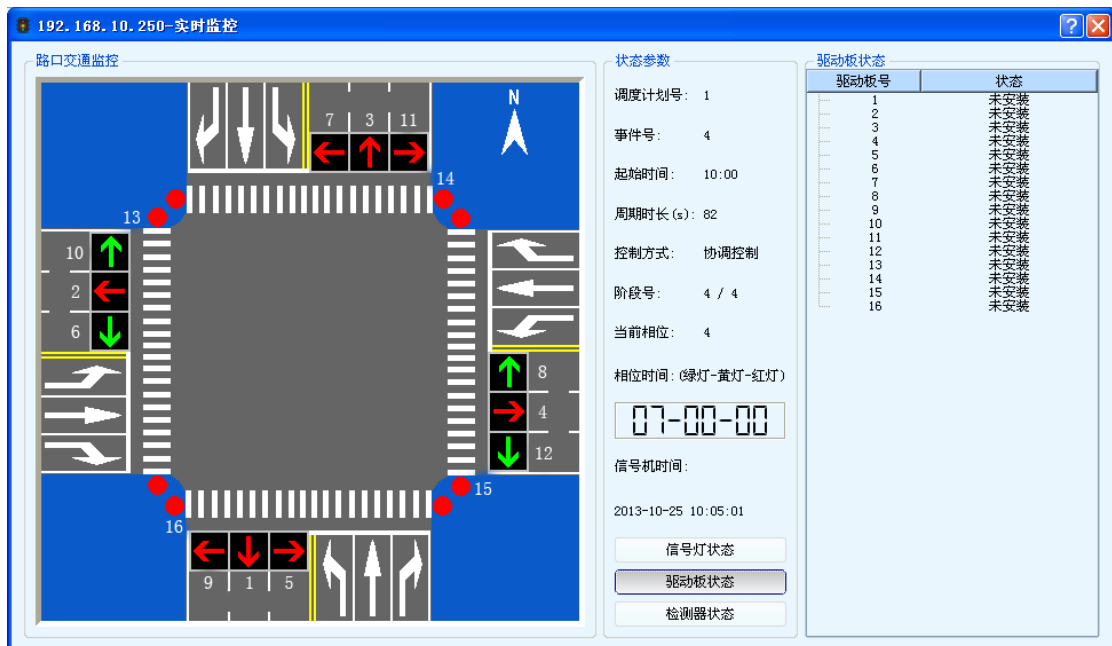 192.168.10.250-实时监控
路口交通监控
N
7 3 11
14
13
10
2
6
8
4
12
15
16
9 1 5
状态参数
调度计划号: 1
事件号: 4
起始时间: 10:00
周期时长(s): 82
控制方式: 协调控制
阶段号: 4 / 4
当前相位: 4
相位时间:(绿灯-黄灯-红灯)
07-00-00
信号机时间:
2013-10-25 10:05:01
信号灯状态
驱动板状态
检测器状态
驱动板状态
驱动板号 状态
1 未安装
2 未安装
3 未安装
4 未安装
5 未安装
6 未安装
7 未安装
8 未安装
9 未安装
10 未安装
11 未安装
12 未安装
13 未安装
14 未安装
15 未安装
16 未安装